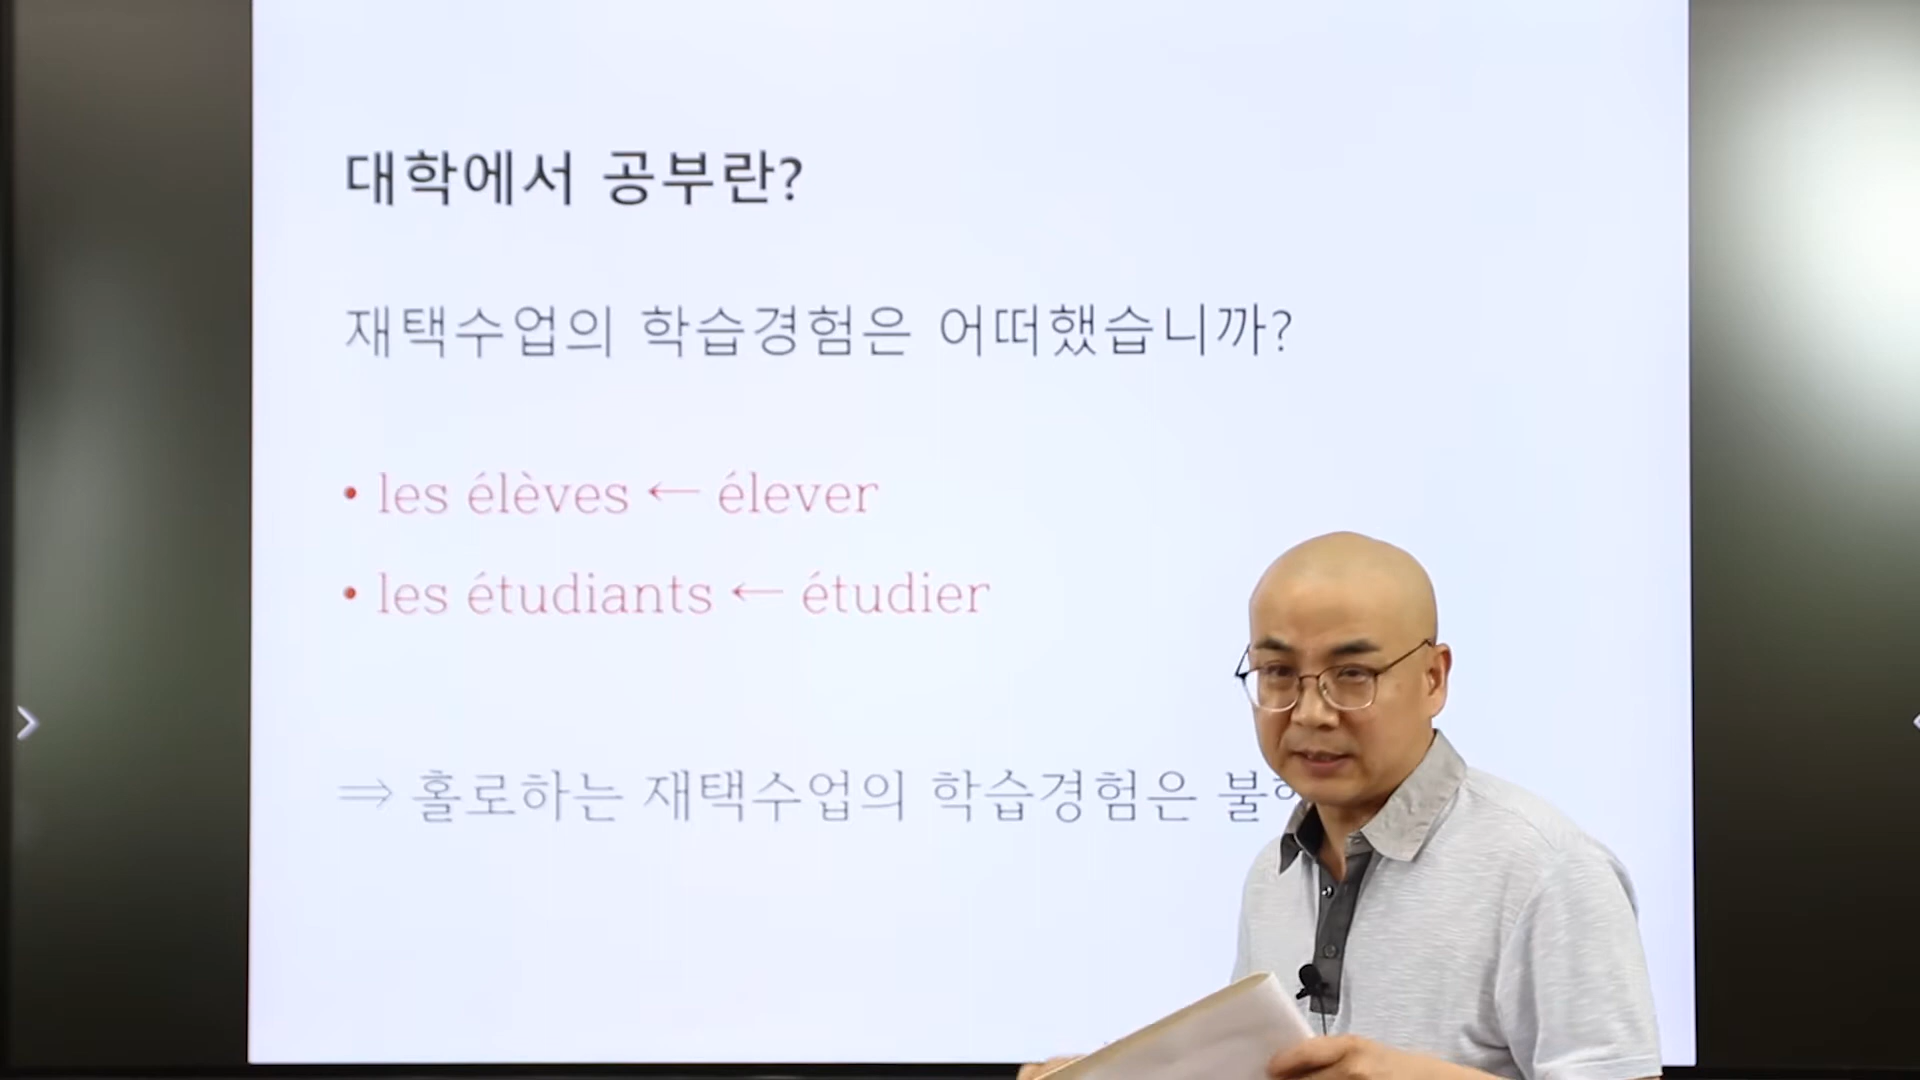 대학에서 공부란?
재택수업의 학습경험은 어떠했습니까?
• les élèves ← élever
• les étudiants ← étudier
⇒ 홀로하는 재택수업의 학습경험은